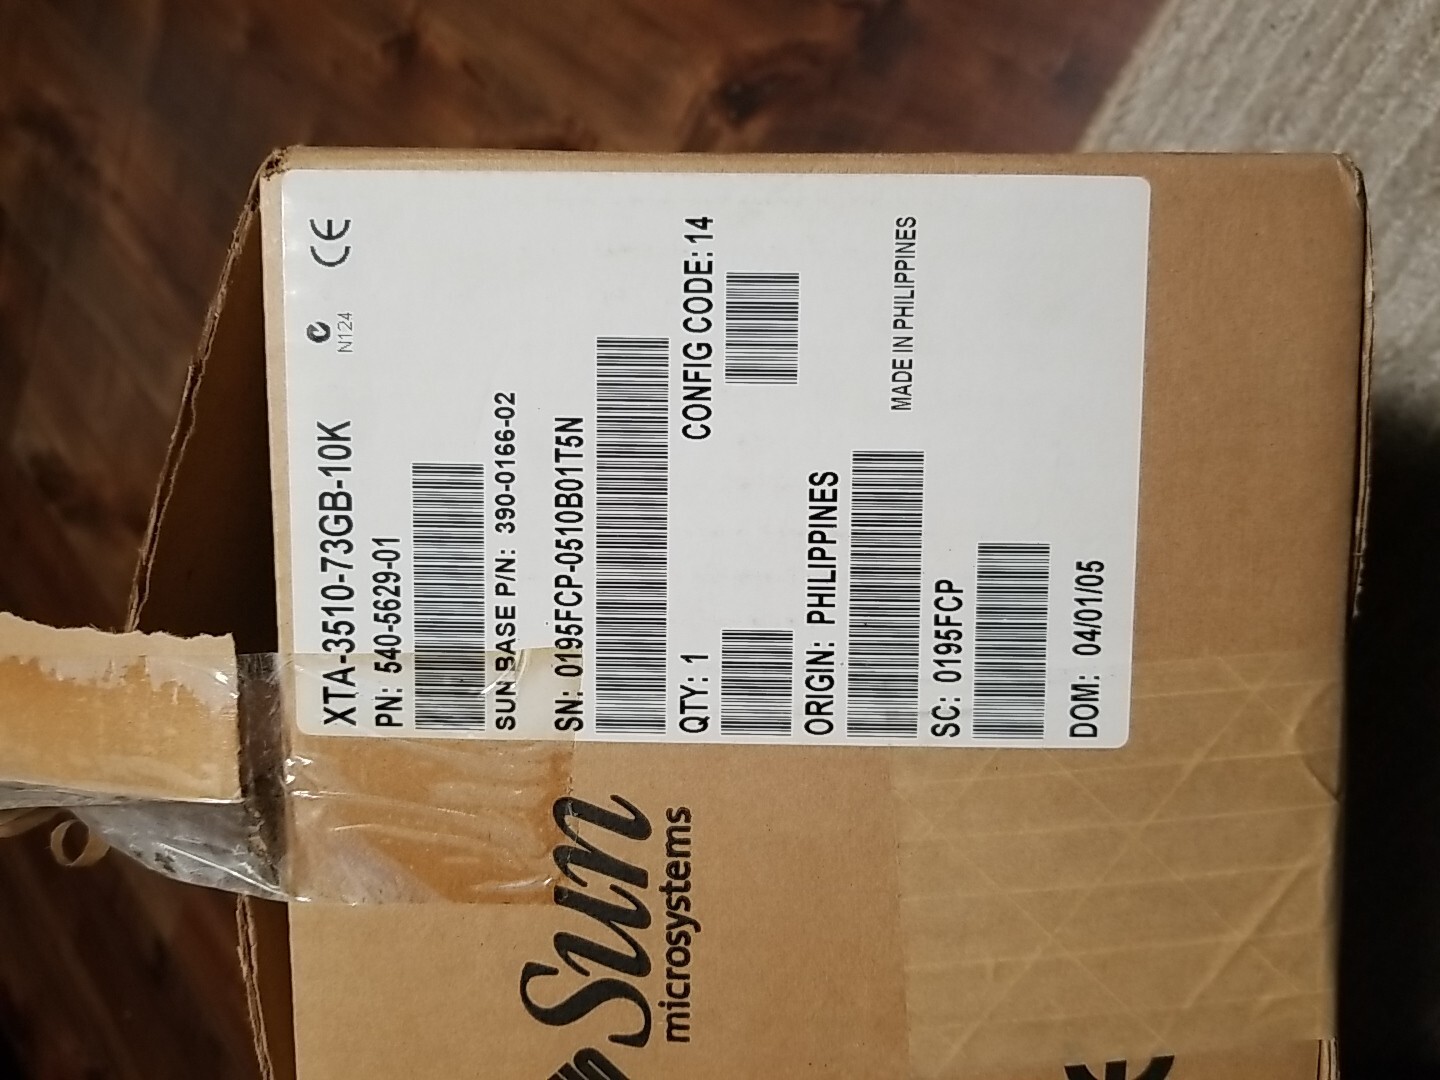 XTA-3510-73GB-10K
N124
CE
PN: 540-5629-01
SUN BASE P/N: 390-0166-02
SN: 0195FCP-0510B01T5N
QTY: 1
CONFIG CODE: 14
ORIGIN: PHILIPPINES
MADE IN PHILIPPINES
SC: 0195FCP
DOM: 04/01/05
Sun
microsystems